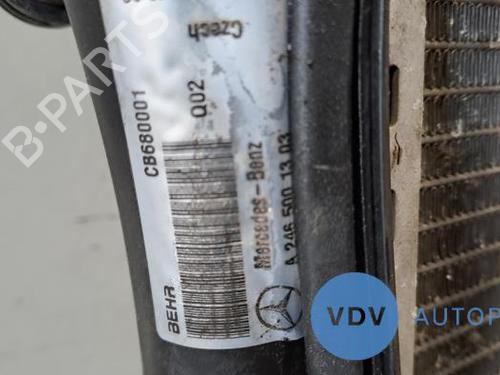 Czech
CB680001
Q02
BEHR
Mercedes-Benz
A 246 500 13 03
B-PARTS
VDV
AUTOP